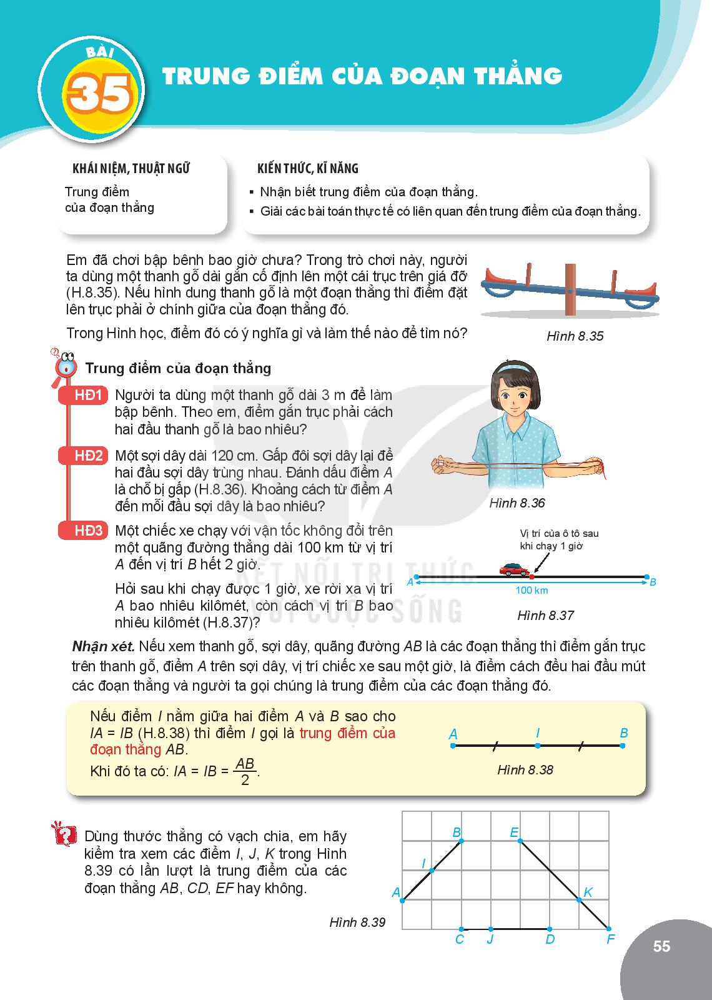 BÀI
35
TRUNG ĐIỂM CỦA ĐOẠN THẲNG
KHÁI NIỆM, THUẬT NGỮ
Trung điểm
của đoạn thẳng
KIẾN THỨC, KĨ NĂNG
▪ Nhận biết trung điểm của đoạn thẳng.
▪ Giải các bài toán thực tế có liên quan đến trung điểm của đoạn thẳng.
Em đã chơi bập bênh bao giờ chưa? Trong trò chơi này, người
ta dùng một thanh gỗ dài gắn cố định lên một cái trục trên giá đỡ
(H.8.35). Nếu hình dung thanh gỗ là một đoạn thẳng thì điểm đặt
lên trục phải ở chính giữa của đoạn thẳng đó.
Trong Hình học, điểm đó có ý nghĩa gì và làm thế nào để tìm nó?
Hình 8.35
?
Trung điểm của đoạn thẳng
HĐ1 Người ta dùng một thanh gỗ dài 3 m để làm
bập bênh. Theo em, điểm gắn trục phải cách
hai đầu thanh gỗ là bao nhiêu?
HĐ2 Một sợi dây dài 120 cm. Gấp đôi sợi dây lại để
hai đầu sợi dây trùng nhau. Đánh dấu điểm A
là chỗ bị gấp (H.8.36). Khoảng cách từ điểm A
đến mỗi đầu sợi dây là bao nhiêu?
Hình 8.36
HĐ3 Một chiếc xe chạy với vận tốc không đổi trên
một quãng đường thẳng dài 100 km từ vị trí
A đến vị trí B hết 2 giờ.
Hỏi sau khi chạy được 1 giờ, xe rời xa vị trí
A bao nhiêu kilômét, còn cách vị trí B bao
nhiêu kilômét (H.8.37)?
Vị trí của ô tô sau
khi chạy 1 giờ
A
B
100 km
Hình 8.37
KẾT NỐI TRI THỨC
VỚI CUỘC SỐNG
Nhận xét. Nếu xem thanh gỗ, sợi dây, quãng đường AB là các đoạn thẳng thì điểm gắn trục
trên thanh gỗ, điểm A trên sợi dây, vị trí chiếc xe sau một giờ, là điểm cách đều hai đầu mút
các đoạn thẳng và người ta gọi chúng là trung điểm của các đoạn thẳng đó.
Nếu điểm I nằm giữa hai điểm A và B sao cho
IA = IB (H.8.38) thì điểm I gọi là trung điểm của
đoạn thẳng AB.
Khi đó ta có: IA = IB = AB/2.
A I B
Hình 8.38
?
Dùng thước thẳng có vạch chia, em hãy
kiểm tra xem các điểm I, J, K trong Hình
8.39 có lần lượt là trung điểm của các
đoạn thẳng AB, CD, EF hay không.
Hình 8.39
B E
I
A K
C J D F
55